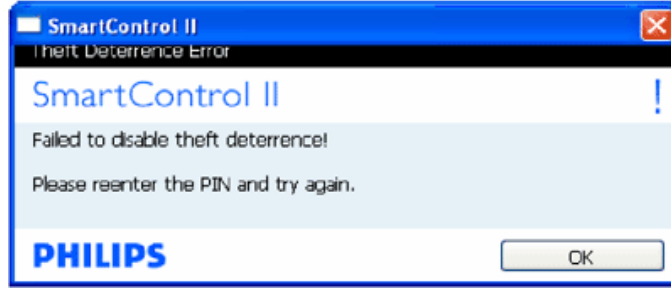 SmartControl II
Theft Deterrence Error
SmartControl II !
Failed to disable theft deterrence!
Please reenter the PIN and try again.
PHILIPS OK